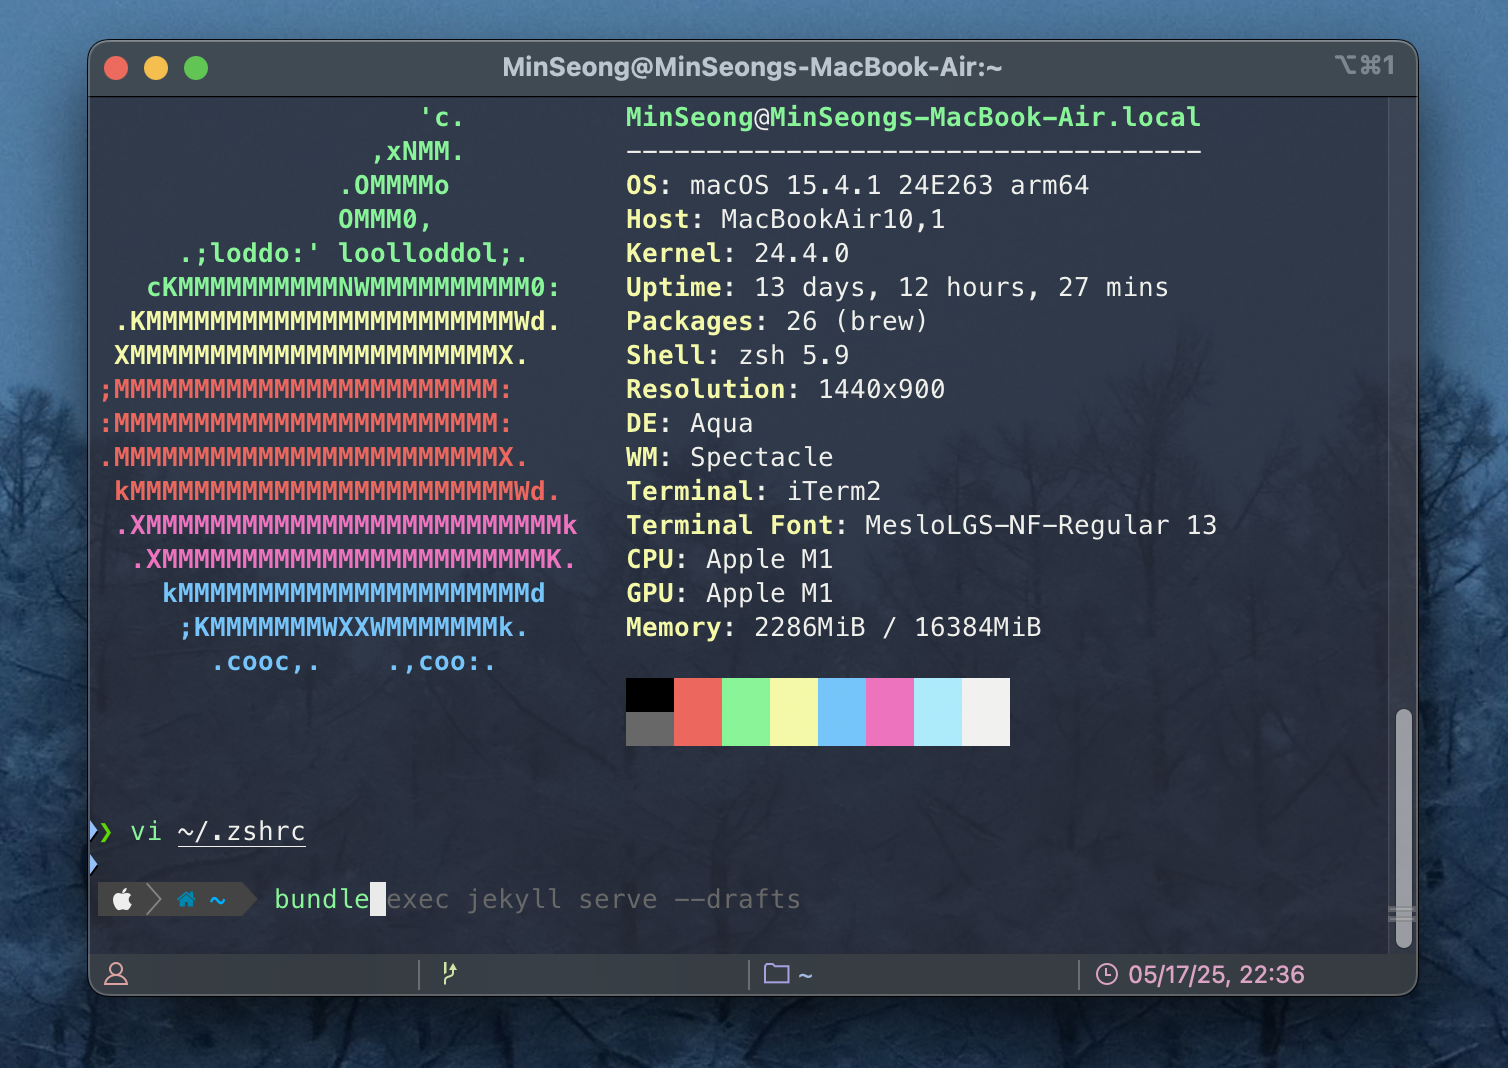 MinSeong@MinSeongs-MacBook-Air:~
⌥⌘1
'c.
,xNMM.
.OMMMMo
OMMM0,
.;loddo:' loolloddol;.
cKMMMMMMMMMMNWMMMMMMMMMM0:
.KMMMMMMMMMMMMMMMMMMMMMMMWd.
XMMMMMMMMMMMMMMMMMMMMMMMX.
;MMMMMMMMMMMMMMMMMMMMMMMM:
:MMMMMMMMMMMMMMMMMMMMMMMM:
.MMMMMMMMMMMMMMMMMMMMMMMMX.
kMMMMMMMMMMMMMMMMMMMMMMMMWd.
.XMMMMMMMMMMMMMMMMMMMMMMMMMMk
.XMMMMMMMMMMMMMMMMMMMMMMMMK.
kMMMMMMMMMMMMMMMMMMMMMMd
;KMMMMMMMWXXWMMMMMMMk.
.cooc,.    .,coo:.
MinSeong@MinSeongs-MacBook-Air.local
------------------------------------
OS: macOS 15.4.1 24E263 arm64
Host: MacBookAir10,1
Kernel: 24.4.0
Uptime: 13 days, 12 hours, 27 mins
Packages: 26 (brew)
Shell: zsh 5.9
Resolution: 1440x900
DE: Aqua
WM: Spectacle
Terminal: iTerm2
Terminal Font: MesloLGS-NF-Regular 13
CPU: Apple M1
GPU: Apple M1
Memory: 2286MiB / 16384MiB
❯ vi ~/.zshrc
~ bundle exec jekyll serve --drafts
~
05/17/25, 22:36